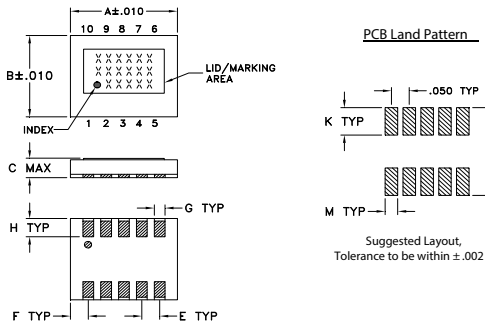 A±.010
10 9 8 7 6
B±.010
LID/MARKING
AREA
INDEX
1 2 3 4 5
C MAX
G TYP
H TYP
F TYP
E TYP
PCB Land Pattern
.050 TYP
K TYP
M TYP
Suggested Layout,
Tolerance to be within ±.002